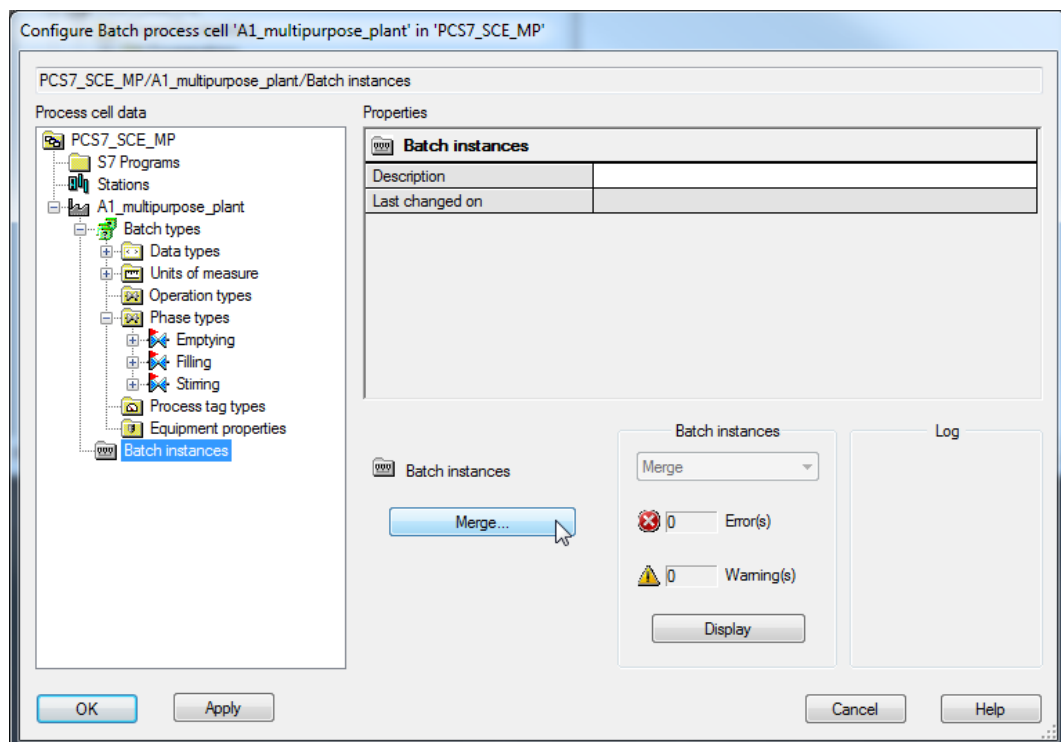 Configure Batch process cell 'A1_multipurpose_plant' in 'PCS7_SCE_MP'
PCS7_SCE_MP/A1_multipurpose_plant/Batch instances
Process cell data
PCS7_SCE_MP
S7 Programs
Stations
A1_multipurpose_plant
Batch types
Data types
Units of measure
Operation types
Phase types
Emptying
Filling
Stirring
Process tag types
Equipment properties
Batch instances
Properties
Batch instances
Description
Last changed on
Batch instances
Merge...
Batch instances
Merge
0 Error(s)
0 Warning(s)
Display
Log
OK
Apply
Cancel
Help